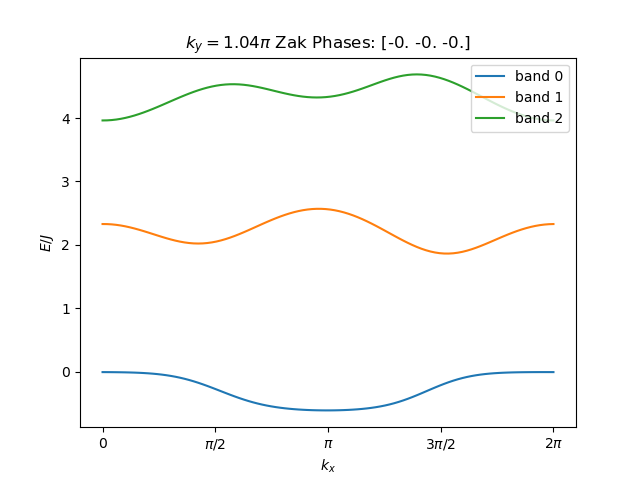 $k_y = 1.04\pi$ Zak Phases: [-0. -0. -0.]
band 0
band 1
band 2
E/J
4
3
2
1
0
0
π/2
π
3π/2
2π
$k_x$